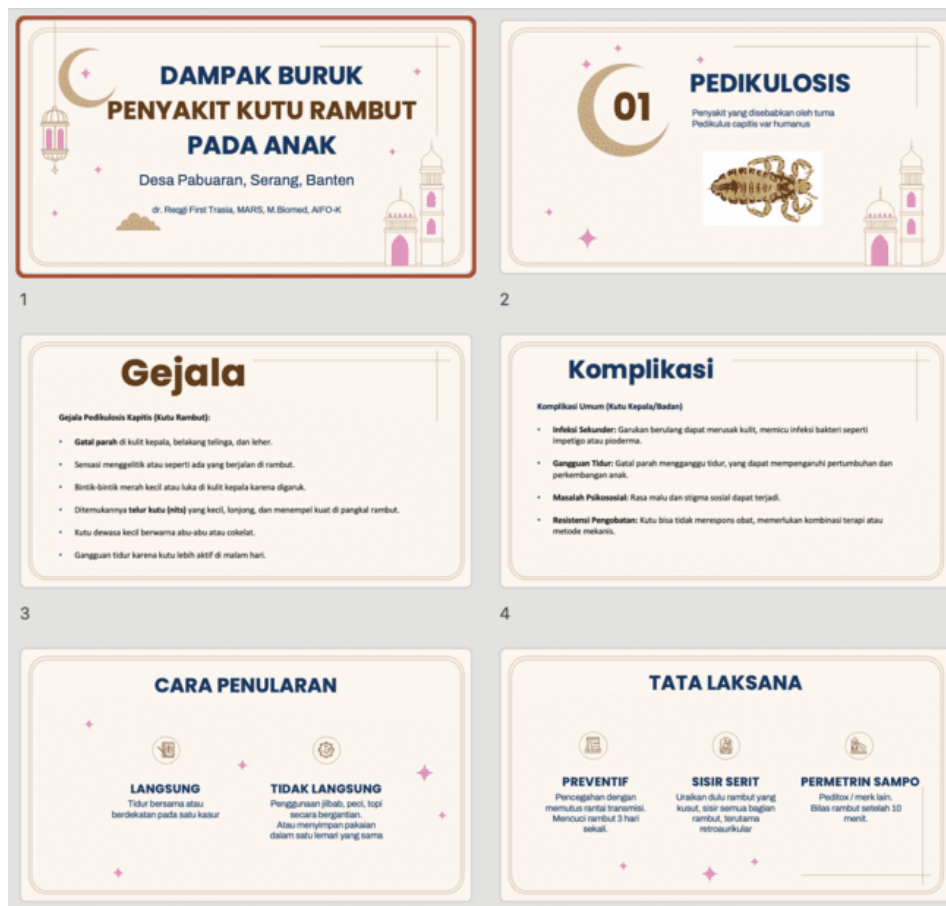 DAMPAK BURUK
PENYAKIT KUTU RAMBUT
PADA ANAK
Desa Pabuaran, Serang, Banten
dr. Reqgi First Trasia, MARS, M.Biomed, AIFO-K
1
01
PEDIKULOSIS
Penyakit yang disebabkan oleh tuma
Pedikulus capitis var humanus
2
Gejala
Gejala Pedikulosis Kapitis (Kutu Rambut):
• Gatal parah di kulit kepala, belakang telinga, dan leher.
• Sensasi menggelitik atau seperti ada yang berjalan di rambut.
• Bintik-bintik merah kecil atau luka di kulit kepala karena digaruk.
• Ditemukannya telur kutu (nits) yang kecil, lonjong, dan menempel kuat di pangkal rambut.
• Kutu dewasa kecil berwarna abu-abu atau cokelat.
• Gangguan tidur karena kutu lebih aktif di malam hari.
3
Komplikasi
Komplikasi Umum (Kutu Kepala/Badan)
• Infeksi Sekunder: Garukan berulang dapat merusak kulit, memicu infeksi bakteri seperti
impetigo atau pioderma.
• Gangguan Tidur: Gatal parah mengganggu tidur, yang dapat mempengaruhi pertumbuhan dan
perkembangan anak.
• Masalah Psikososial: Rasa malu dan stigma sosial dapat terjadi.
• Resistensi Pengobatan: Kutu bisa tidak merespons obat, memerlukan kombinasi terapi atau
metode mekanis.
4
CARA PENULARAN
LANGSUNG
Tidur bersama atau
berdekatan pada satu kasur
TIDAK LANGSUNG
Penggunaan jilbab, peci, topi
secara bergantian.
Atau menyimpan pakaian
dalam satu lemari yang sama
TATA LAKSANA
PREVENTIF
Pencegahan dengan
memutus rantai transmisi.
Mencuci rambut 3 hari
sekali.
SISIR SERIT
Uraikan dulu rambut yang
kusut, sisir semua bagian
rambut, terutama
retroaurikular
PERMETRIN SAMPO
Peditox / merk lain.
Bilas rambut setelah 10
menit.